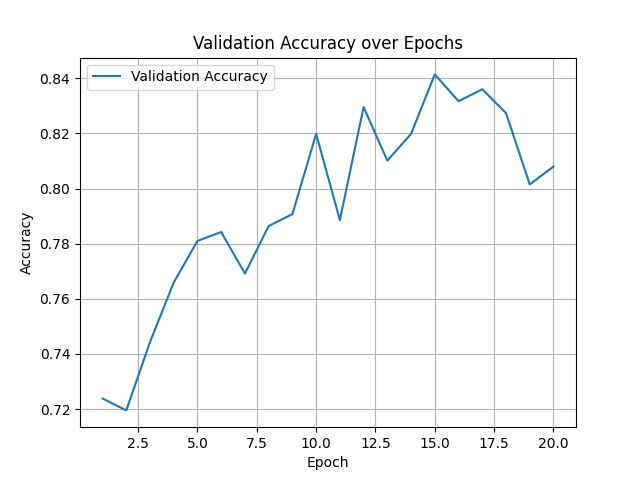 Validation Accuracy over Epochs
Validation Accuracy
0.84
0.82
0.80
0.78
0.76
0.74
0.72
Accuracy
2.5 5.0 7.5 10.0 12.5 15.0 17.5 20.0
Epoch